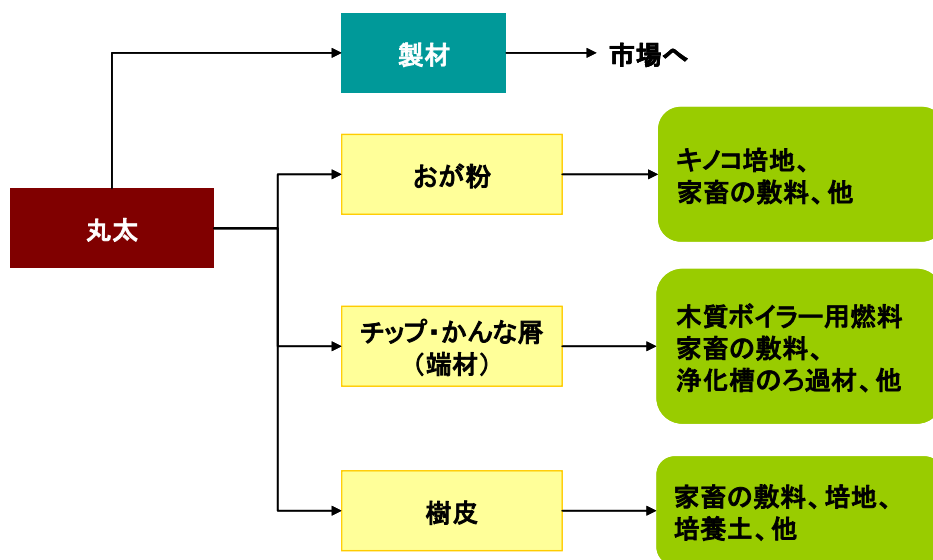 製材
市場へ
おが粉
キノコ培地、
家畜の敷料、他
丸太
チップ・かんな屑
（端材）
木質ボイラー用燃料
家畜の敷料、
浄化槽のろ過材、他
樹皮
家畜の敷料、培地、
培養土、他